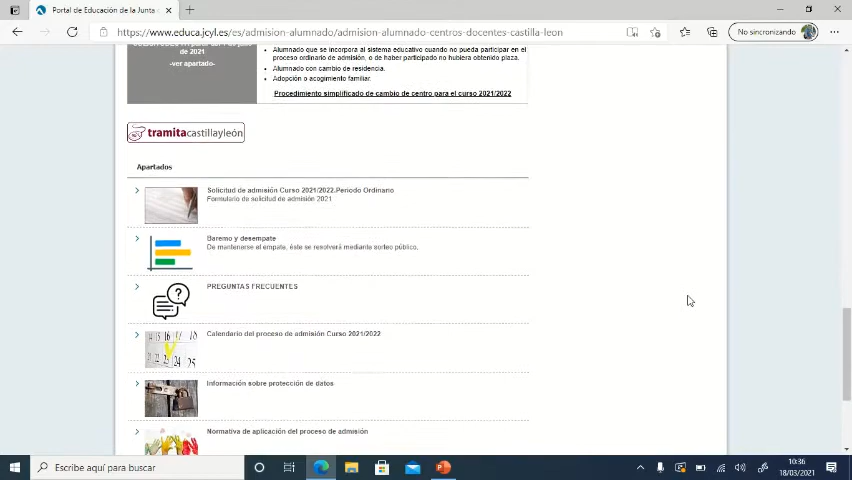 Portal de Educación de la Junta d
https://www.educa.jcyl.es/es/admision-alumnado/admision-alumnado-centros-docentes-castilla-leon
No sincronizando
de 2021
-ver apartado-
• Alumnado que se incorpora al sistema educativo cuando no pueda participar en el
proceso ordinario de admisión, o de haber participado no hubiera obtenido plaza.
• Alumnado con cambio de residencia.
• Adopción o acogimiento familiar.
Procedimiento simplificado de cambio de centro para el curso 2021/2022
tramitacastillayleón
Apartados
Solicitud de admisión Curso 2021/2022.Periodo Ordinario
Formulario de solicitud de admisión 2021
Baremo y desempate
De mantenerse el empate, éste se resolverá mediante sorteo público.
PREGUNTAS FRECUENTES
Calendario del proceso de admisión Curso 2021/2022
Información sobre protección de datos
Normativa de aplicación del proceso de admisión
Escribe aquí para buscar
10:36
18/03/2021